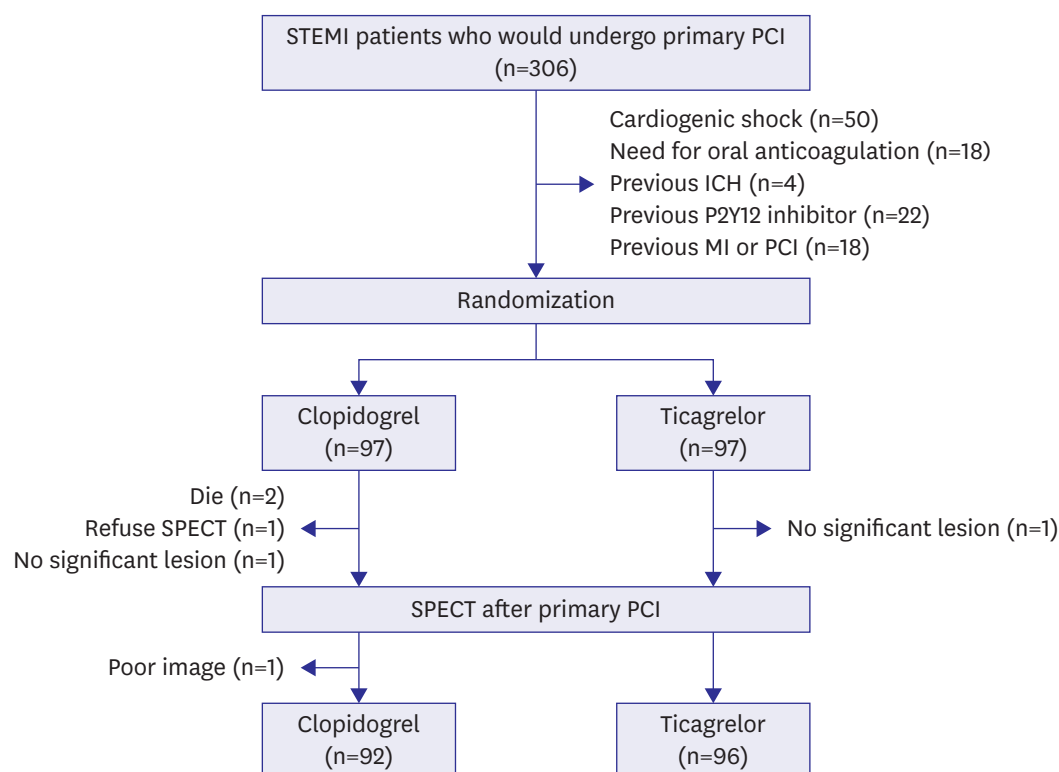 STEMI patients who would undergo primary PCI
(n=306)
Cardiogenic shock (n=50)
Need for oral anticoagulation (n=18)
Previous ICH (n=4)
Previous P2Y12 inhibitor (n=22)
Previous MI or PCI (n=18)
Randomization
Clopidogrel
(n=97)
Ticagrelor
(n=97)
Die (n=2)
Refuse SPECT (n=1)
No significant lesion (n=1)
No significant lesion (n=1)
SPECT after primary PCI
Poor image (n=1)
Clopidogrel
(n=92)
Ticagrelor
(n=96)